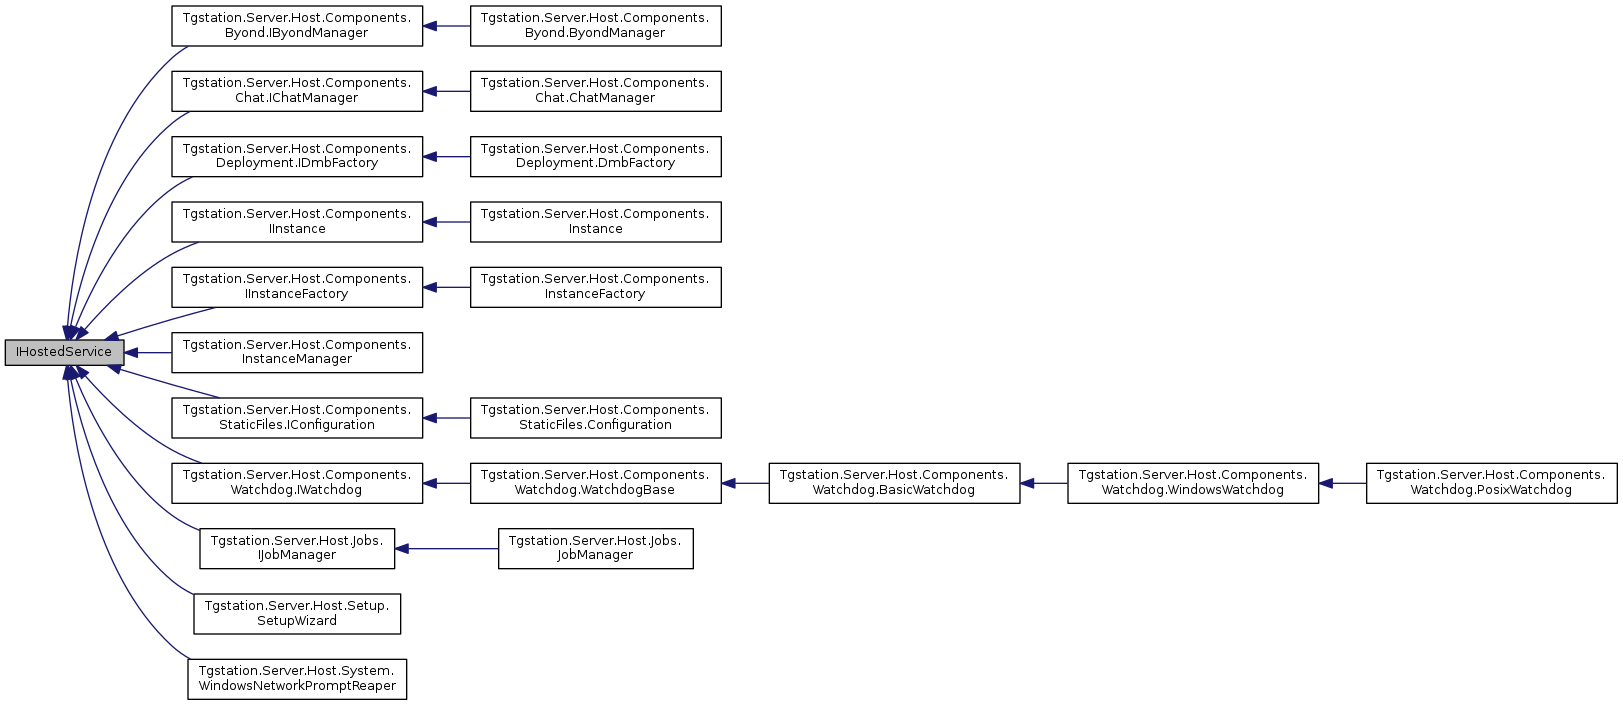 Tgstation.Server.Host.Components.
Byond.IByondManager
Tgstation.Server.Host.Components.
Byond.ByondManager
Tgstation.Server.Host.Components.
Chat.IChatManager
Tgstation.Server.Host.Components.
Chat.ChatManager
Tgstation.Server.Host.Components.
Deployment.IDmbFactory
Tgstation.Server.Host.Components.
Deployment.DmbFactory
Tgstation.Server.Host.Components.
IInstance
Tgstation.Server.Host.Components.
Instance
Tgstation.Server.Host.Components.
IInstanceFactory
Tgstation.Server.Host.Components.
InstanceFactory
IHostedService
Tgstation.Server.Host.Components.
InstanceManager
Tgstation.Server.Host.Components.
StaticFiles.IConfiguration
Tgstation.Server.Host.Components.
StaticFiles.Configuration
Tgstation.Server.Host.Components.
Watchdog.IWatchdog
Tgstation.Server.Host.Components.
Watchdog.WatchdogBase
Tgstation.Server.Host.Components.
Watchdog.BasicWatchdog
Tgstation.Server.Host.Components.
Watchdog.WindowsWatchdog
Tgstation.Server.Host.Components.
Watchdog.PosixWatchdog
Tgstation.Server.Host.Jobs.
IJobManager
Tgstation.Server.Host.Jobs.
JobManager
Tgstation.Server.Host.Setup.
SetupWizard
Tgstation.Server.Host.System.
WindowsNetworkPromptReaper